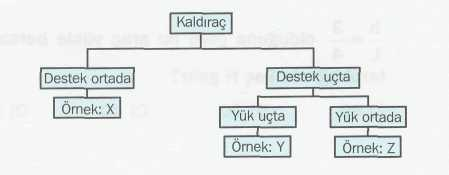 Kaldıraç
Destek ortada
Destek uçta
Örnek: X
Yük uçta
Yük ortada
Örnek: Y
Örnek: Z